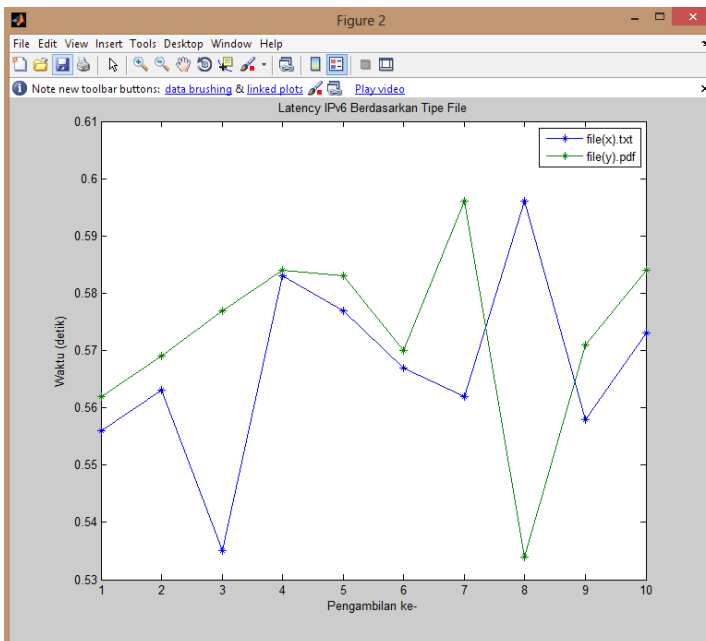 Figure 2
File Edit View Insert Tools Desktop Window Help
Note new toolbar buttons: data brushing & linked plots Play video
Latency IPv6 Berdasarkan Tipe File
file(x).txt
file(y).pdf
0.61
0.6
0.59
0.58
0.57
0.56
0.55
0.54
0.53
Waktu (detik)
1 2 3 4 5 6 7 8 9 10
Pengambilan ke-